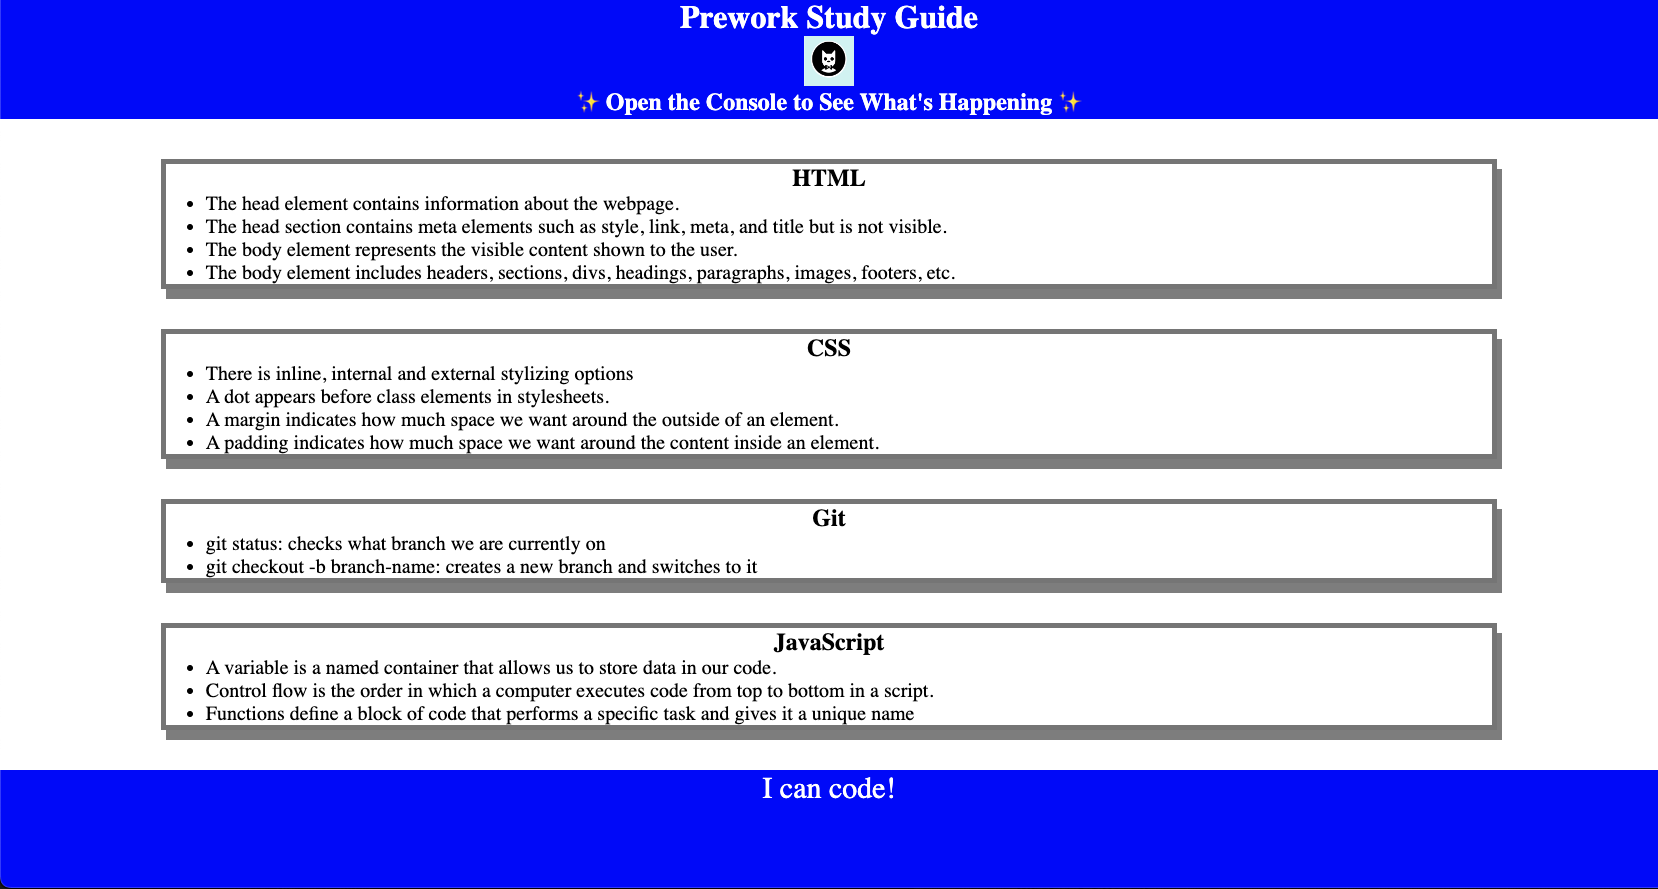 Prework Study Guide
✨ Open the Console to See What's Happening ✨
HTML
• The head element contains information about the webpage.
• The head section contains meta elements such as style, link, meta, and title but is not visible.
• The body element represents the visible content shown to the user.
• The body element includes headers, sections, divs, headings, paragraphs, images, footers, etc.
CSS
• There is inline, internal and external stylizing options
• A dot appears before class elements in stylesheets.
• A margin indicates how much space we want around the outside of an element.
• A padding indicates how much space we want around the content inside an element.
Git
• git status: checks what branch we are currently on
• git checkout -b branch-name: creates a new branch and switches to it
JavaScript
• A variable is a named container that allows us to store data in our code.
• Control flow is the order in which a computer executes code from top to bottom in a script.
• Functions define a block of code that performs a specific task and gives it a unique name
I can code!